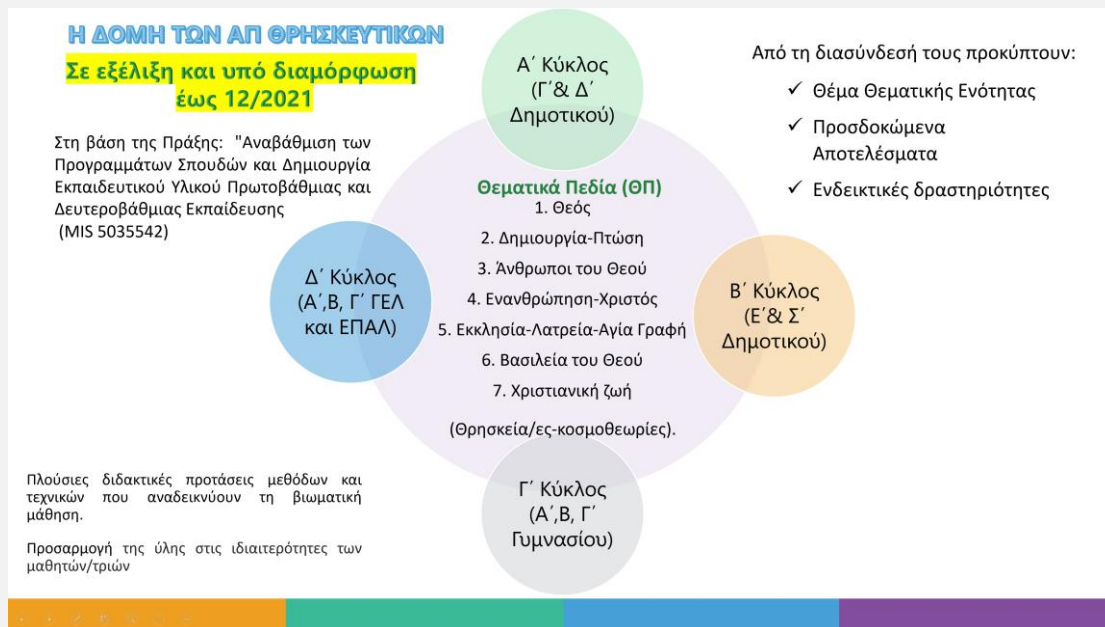 Η ΔΟΜΗ ΤΩΝ ΑΠ ΘΡΗΣΚΕΥΤΙΚΩΝ
Σε εξέλιξη και υπό διαμόρφωση
έως 12/2021
Στη βάση της Πράξης: "Αναβάθμιση των
Προγραμμάτων Σπουδών και Δημιουργία
Εκπαιδευτικού Υλικού Πρωτοβάθμιας και
Δευτεροβάθμιας Εκπαίδευσης
(MIS 5035542)
Α΄ Κύκλος
(Γ΄& Δ΄
Δημοτικού)
Από τη διασύνδεσή τους προκύπτουν:
✓ Θέμα Θεματικής Ενότητας
✓ Προσδοκώμενα
Αποτελέσματα
✓ Ενδεικτικές δραστηριότητες
Θεματικά Πεδία (ΘΠ)
1. Θεός
2. Δημιουργία-Πτώση
3. Άνθρωποι του Θεού
4. Ενανθρώπηση-Χριστός
5. Εκκλησία-Λατρεία-Αγία Γραφή
6. Βασιλεία του Θεού
7. Χριστιανική ζωή
(Θρησκεία/ες-κοσμοθεωρίες).
Δ΄ Κύκλος
(Α΄,Β, Γ΄ ΓΕΛ
και ΕΠΑΛ)
Β΄ Κύκλος
(Ε΄& Σ΄
Δημοτικού)
Γ΄ Κύκλος
(Α΄,Β, Γ΄
Γυμνασίου)
Πλούσιες διδακτικές προτάσεις μεθόδων και
τεχνικών που αναδεικνύουν τη βιωματική
μάθηση.
Προσαρμογή της ύλης στις ιδιαιτερότητες των
μαθητών/τριών